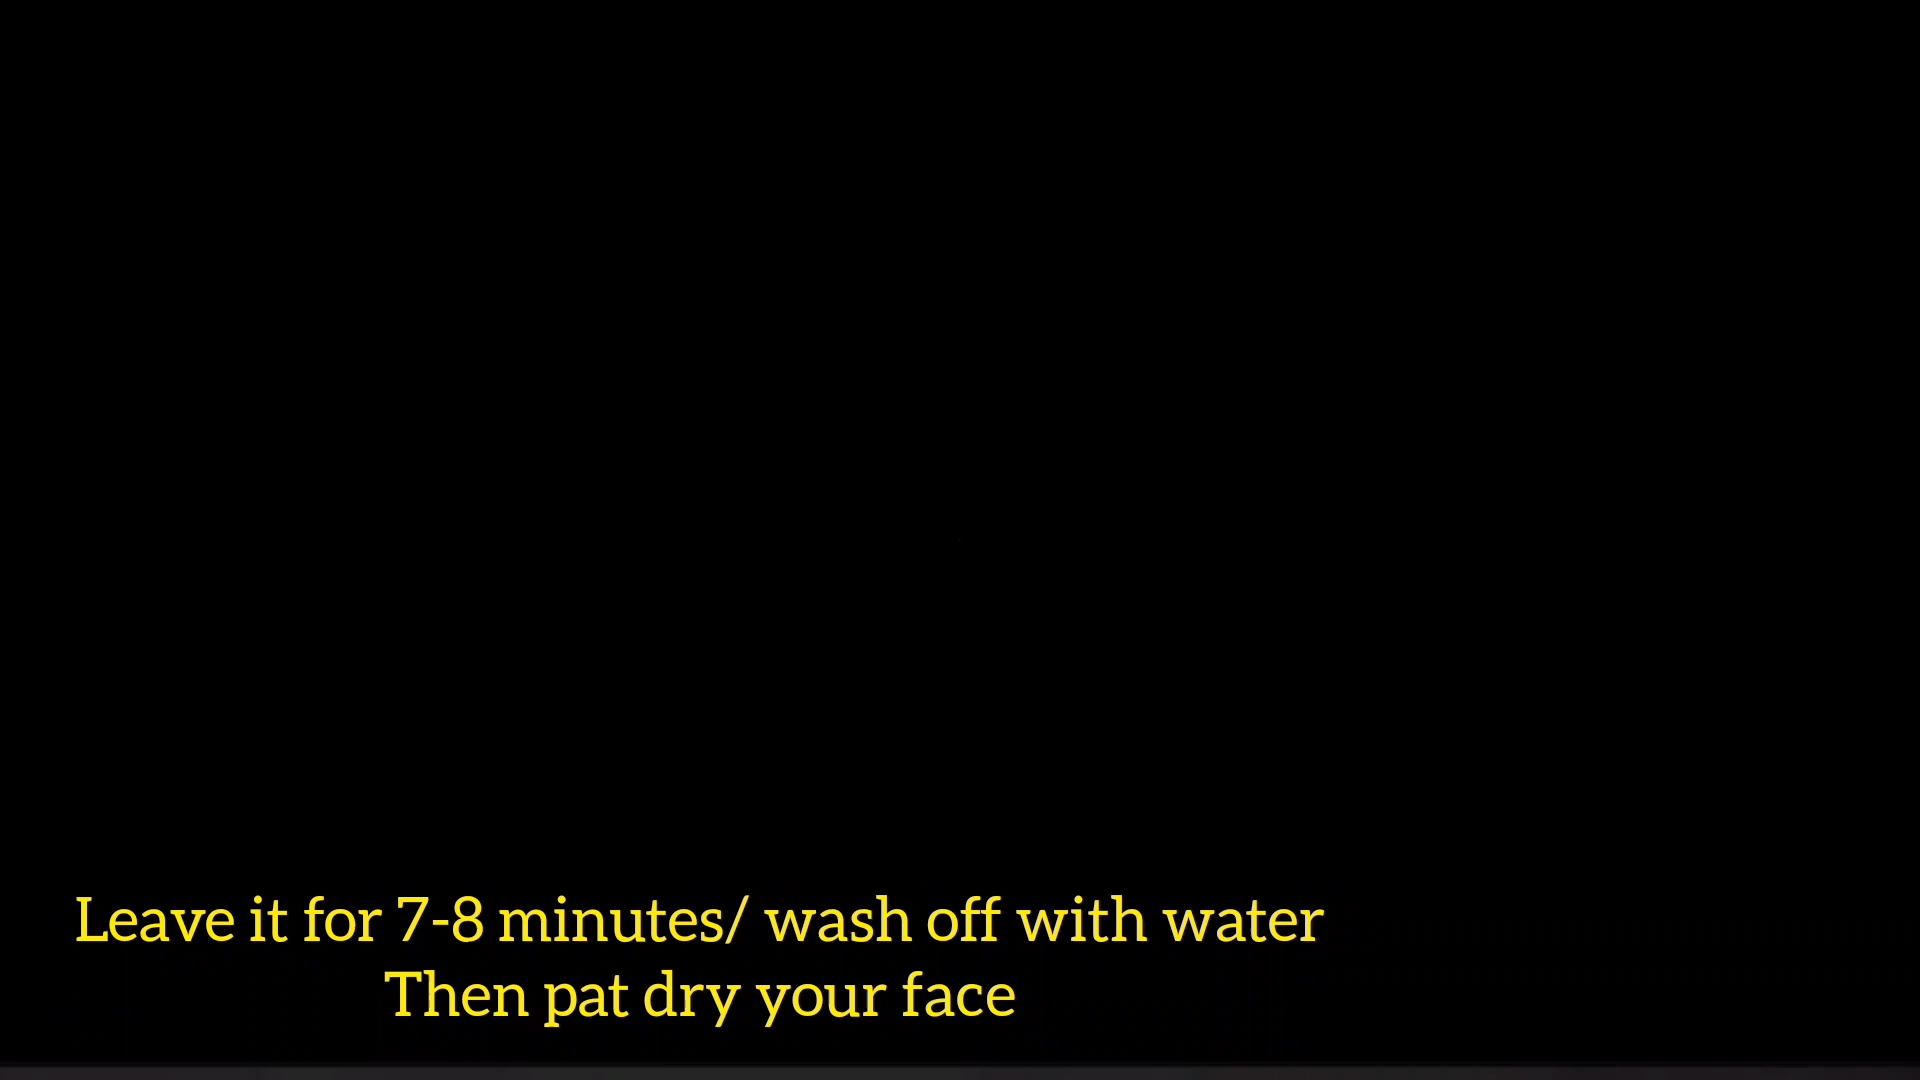 Leave it for 7-8 minutes/ wash off with water
Then pat dry your face